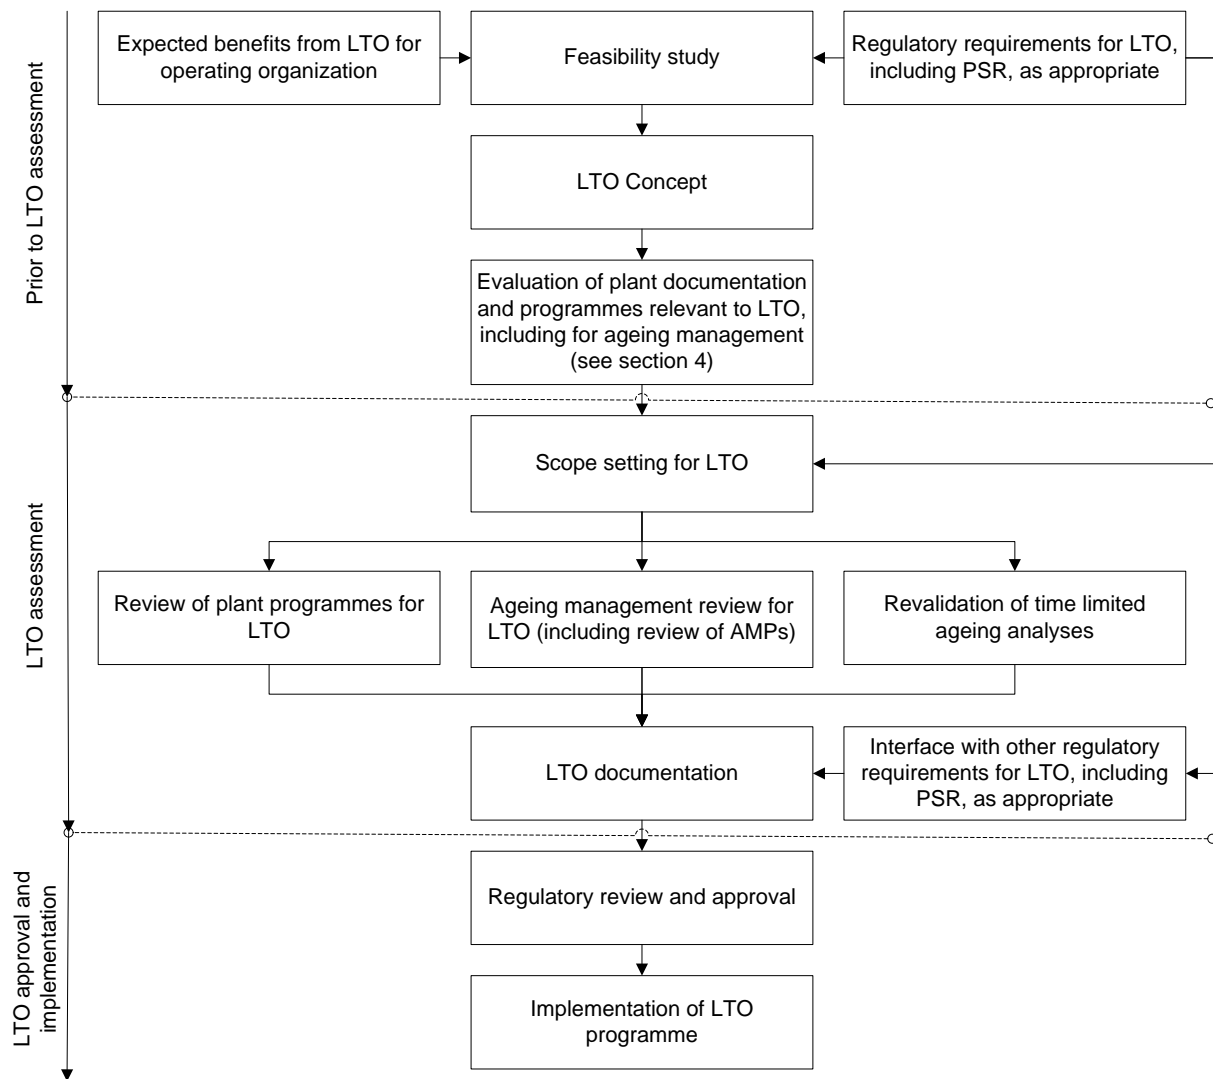 Prior to LTO assessment
Expected benefits from LTO for
operating organization
Feasibility study
Regulatory requirements for LTO,
including PSR, as appropriate
LTO Concept
Evaluation of plant documentation
and programmes relevant to LTO,
including for ageing management
(see section 4)
LTO assessment
Scope setting for LTO
Review of plant programmes for
LTO
Ageing management review for
LTO (including review of AMPs)
Revalidation of time limited
ageing analyses
LTO documentation
Interface with other regulatory
requirements for LTO, including
PSR, as appropriate
LTO approval and
implementation
Regulatory review and approval
Implementation of LTO
programme